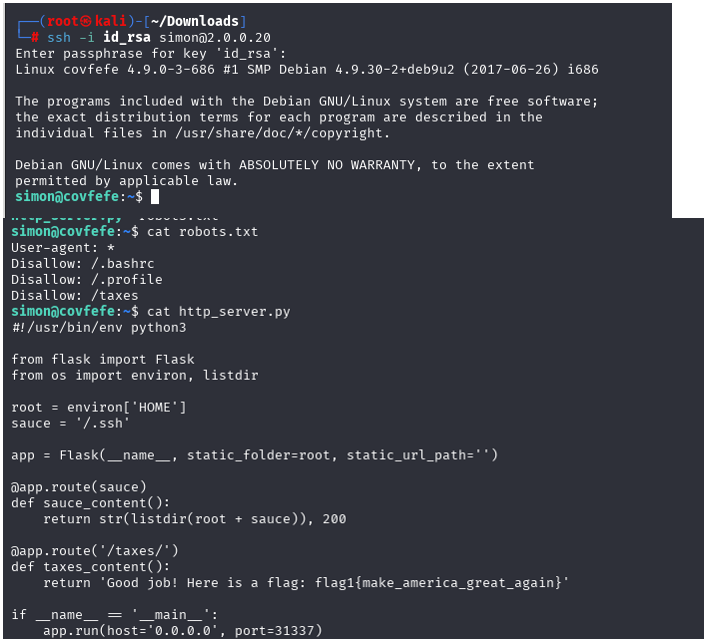 ┌──(root㉿kali)-[~/Downloads]
└─# ssh -i id_rsa simon@2.0.0.20
Enter passphrase for key 'id_rsa':
Linux covfefe 4.9.0-3-686 #1 SMP Debian 4.9.30-2+deb9u2 (2017-06-26) i686

The programs included with the Debian GNU/Linux system are free software;
the exact distribution terms for each program are described in the
individual files in /usr/share/doc/*/copyright.

Debian GNU/Linux comes with ABSOLUTELY NO WARRANTY, to the extent
permitted by applicable law.
simon@covfefe:~$
http_server.py robots.txt
simon@covfefe:~$ cat robots.txt
User-agent: *
Disallow: /.bashrc
Disallow: /.profile
Disallow: /taxes
simon@covfefe:~$ cat http_server.py
#!/usr/bin/env python3

from flask import Flask
from os import environ, listdir

root = environ['HOME']
sauce = '/.ssh'

app = Flask(__name__, static_folder=root, static_url_path='')

@app.route(sauce)
def sauce_content():
    return str(listdir(root + sauce)), 200

@app.route('/taxes/')
def taxes_content():
    return 'Good job! Here is a flag: flag1{make_america_great_again}'

if __name__ == '__main__':
    app.run(host='0.0.0.0', port=31337)